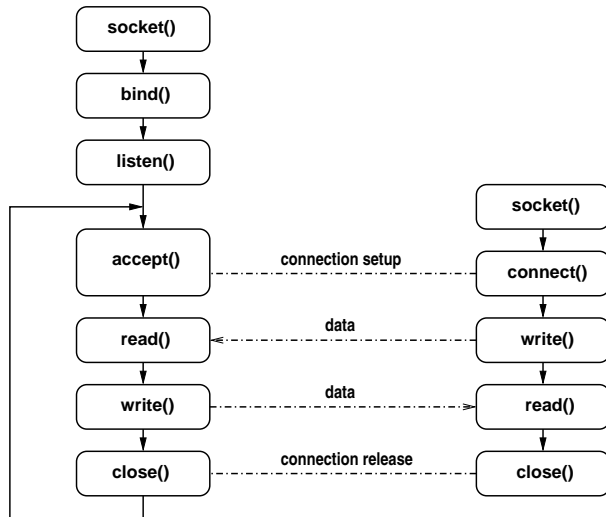 socket()
bind()
listen()
socket()
accept()
connection setup
connect()
read()
data
write()
write()
data
read()
close()
connection release
close()